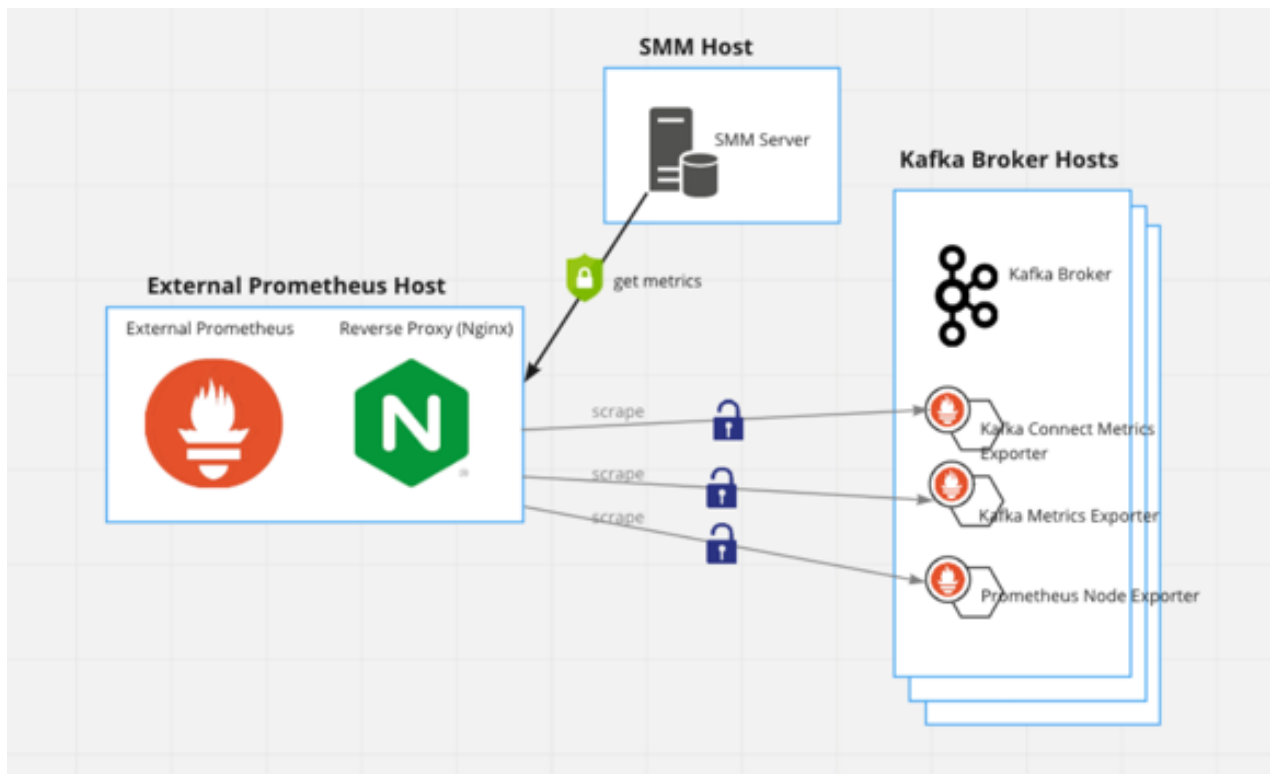 SMM Host
SMM Server
Kafka Broker Hosts
Kafka Broker
get metrics
External Prometheus Host
External Prometheus
Reverse Proxy (Nginx)
N
scrape
Kafka Connect Metrics
Exporter
scrape
Kafka Metrics Exporter
scrape
Prometheus Node Exporter